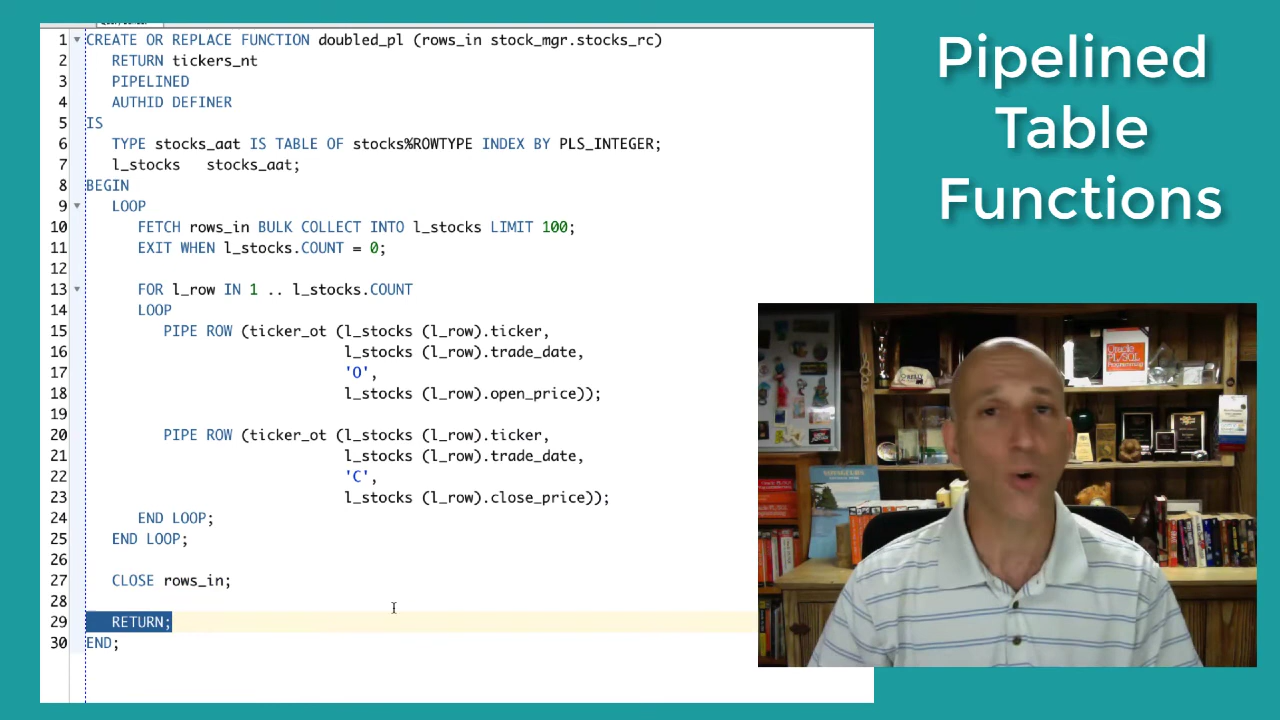 1 CREATE OR REPLACE FUNCTION doubled_pl (rows_in stock_mgr.stocks_rc)
2 RETURN tickers_nt
3 PIPELINED
4 AUTHID DEFINER
5 IS
6 TYPE stocks_aat IS TABLE OF stocks%ROWTYPE INDEX BY PLS_INTEGER;
7 l_stocks stocks_aat;
8 BEGIN
9 LOOP
10 FETCH rows_in BULK COLLECT INTO l_stocks LIMIT 100;
11 EXIT WHEN l_stocks.COUNT = 0;
12
13 FOR l_row IN 1 .. l_stocks.COUNT
14 LOOP
15 PIPE ROW (ticker_ot (l_stocks (l_row).ticker,
16 l_stocks (l_row).trade_date,
17 'O',
18 l_stocks (l_row).open_price));
19
20 PIPE ROW (ticker_ot (l_stocks (l_row).ticker,
21 l_stocks (l_row).trade_date,
22 'C',
23 l_stocks (l_row).close_price));
24 END LOOP;
25 END LOOP;
26
27 CLOSE rows_in;
28
29 RETURN;
30 END;
Pipelined
Table
Functions
Oracle
PL/SQL
Programming